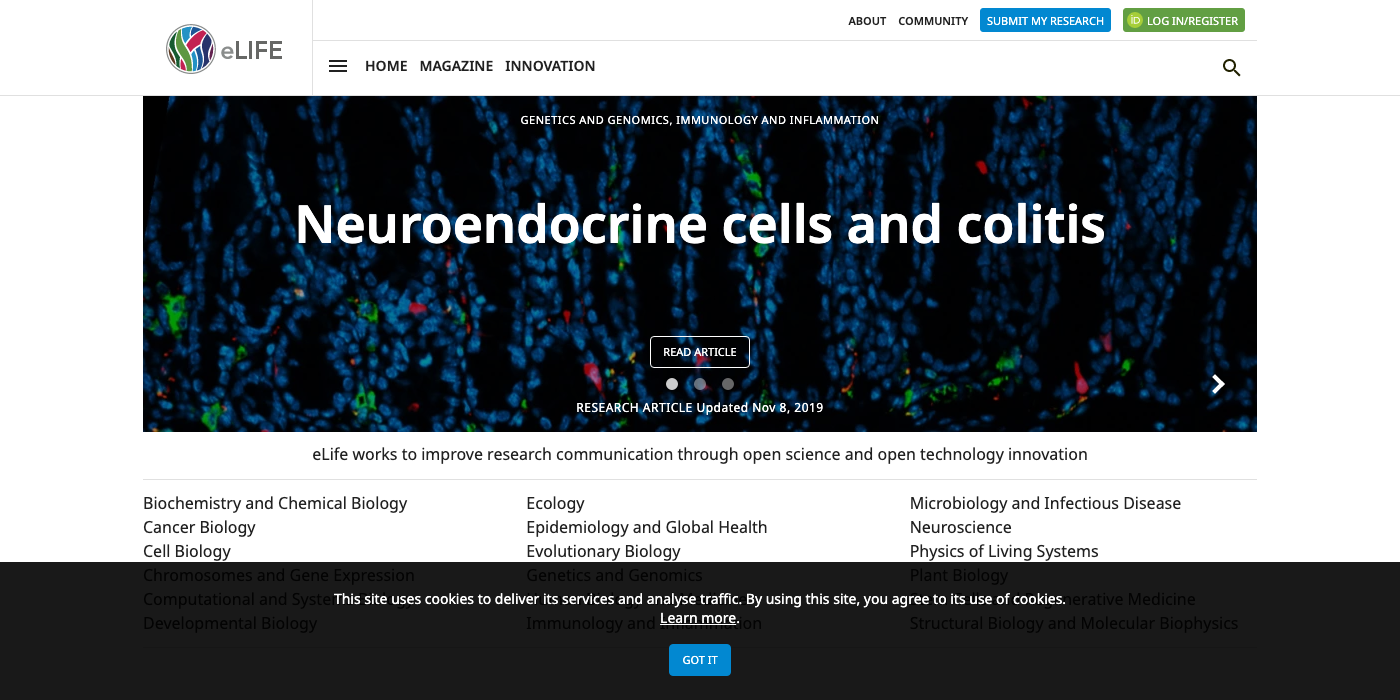 eLIFE
ABOUT COMMUNITY SUBMIT MY RESEARCH iD LOG IN/REGISTER
HOME MAGAZINE INNOVATION
GENETICS AND GENOMICS, IMMUNOLOGY AND INFLAMMATION
Neuroendocrine cells and colitis
READ ARTICLE
RESEARCH ARTICLE Updated Nov 8, 2019
eLife works to improve research communication through open science and open technology innovation
Biochemistry and Chemical Biology
Cancer Biology
Cell Biology
Chromosomes and Gene Expression
Computational and Systems Biology
Developmental Biology
Ecology
Epidemiology and Global Health
Evolutionary Biology
Genetics and Genomics
Immunology and Inflammation
Microbiology and Infectious Disease
Neuroscience
Physics of Living Systems
Plant Biology
Regenerative Medicine
Structural Biology and Molecular Biophysics
This site uses cookies to deliver its services and analyse traffic. By using this site, you agree to its use of cookies.
Learn more.
GOT IT